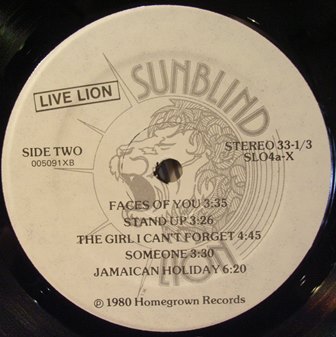 SUNBLIND
LIVE LION
SIDE TWO
005091XB
STEREO 33-1/3
SLO4a-X
FACES OF YOU 3:35
STAND UP 3:26
THE GIRL I CAN'T FORGET 4:45
SOMEONE 3:30
JAMAICAN HOLIDAY 6:20
LION
℗ 1980 Homegrown Records